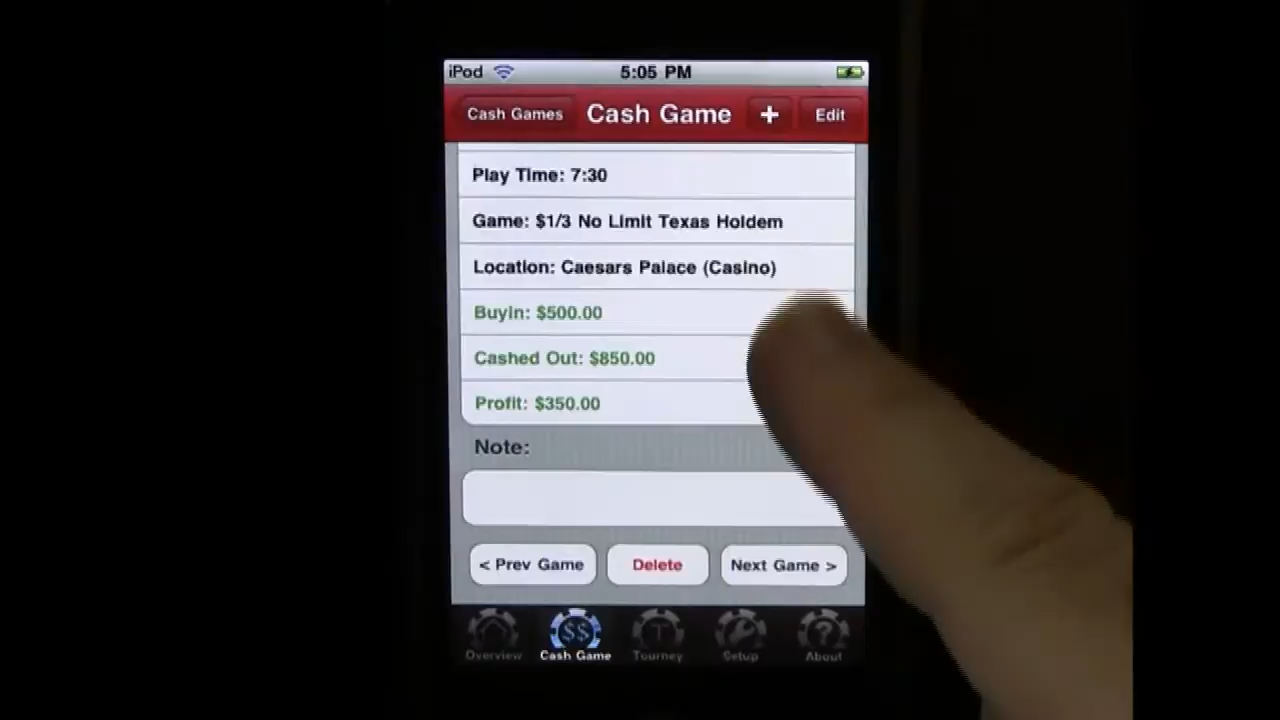 iPod 5:05 PM
Cash Games Cash Game + Edit
Play Time: 7:30
Game: $1/3 No Limit Texas Holdem
Location: Caesars Palace (Casino)
BuyIn: $500.00
Cashed Out: $850.00
Profit: $350.00
Note:
< Prev Game Delete Next Game >
$$ T ?
Overview Cash Game Tourney Setup About